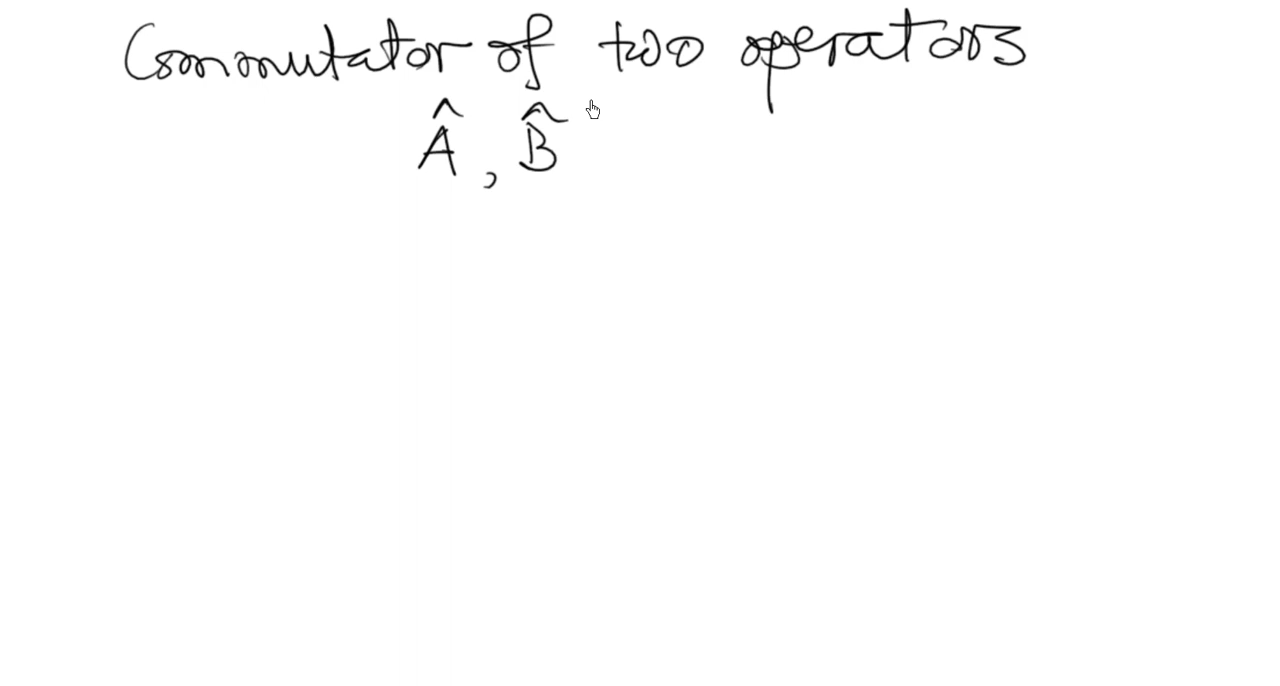 Commutator of two operators
Â , B̂